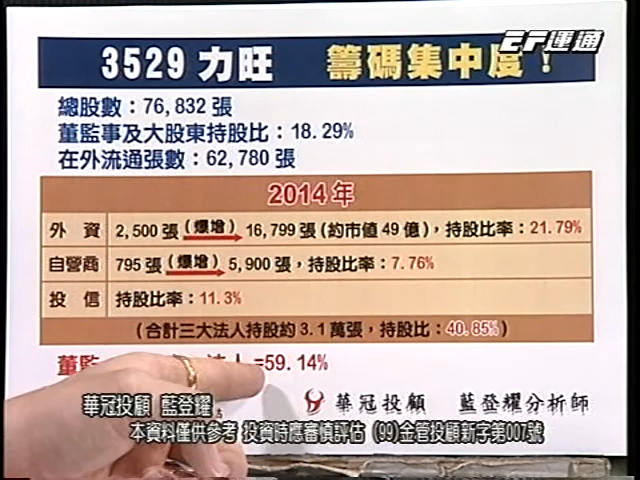 EF運通
3529 力旺 籌碼集中度！
總股數：76,832 張
董監事及大股東持股比：18.29%
在外流通張數：62,780 張
2014 年
外資 2,500 張 (爆增) 16,799 張 (約市值 49 億)，持股比率：21.79%
自營商 795 張 (爆增) 5,900 張，持股比率：7.76%
投信 持股比率：11.3%
(合計三大法人持股約 3.1 萬張，持股比：40.85%)
董監 法人 =59.14%
華冠投顧 藍登耀分析師
華冠投顧 藍登耀
本資料僅供參考 投資時應審慎評估 (99)金管投顧新字第007號